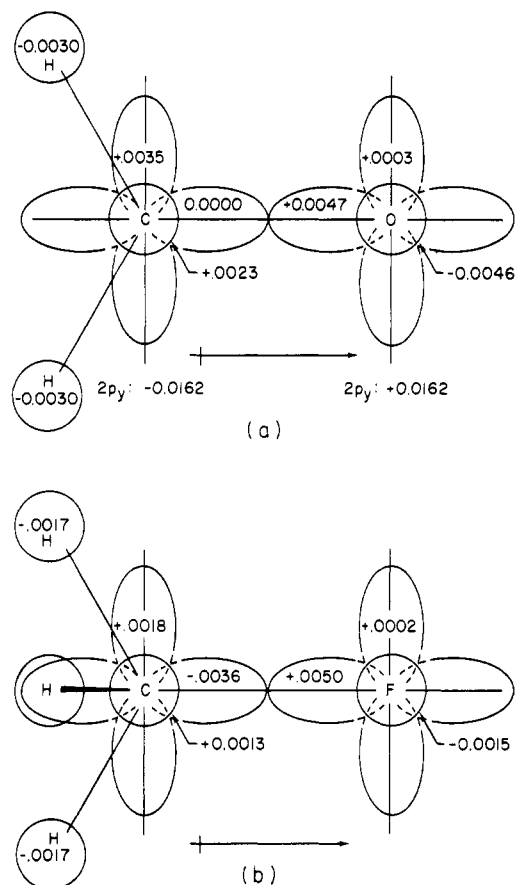 -0.0030
H
+.0035
+.0003
C
0.0000
+.0047
O
+.0023
-0.0046
H
-0.0030
2py: -0.0162
2py: +0.0162
(a)
-.0017
H
+.0018
+.0002
H
C
-.0036
+.0050
F
+0.0013
-0.0015
H
-0.0017
(b)